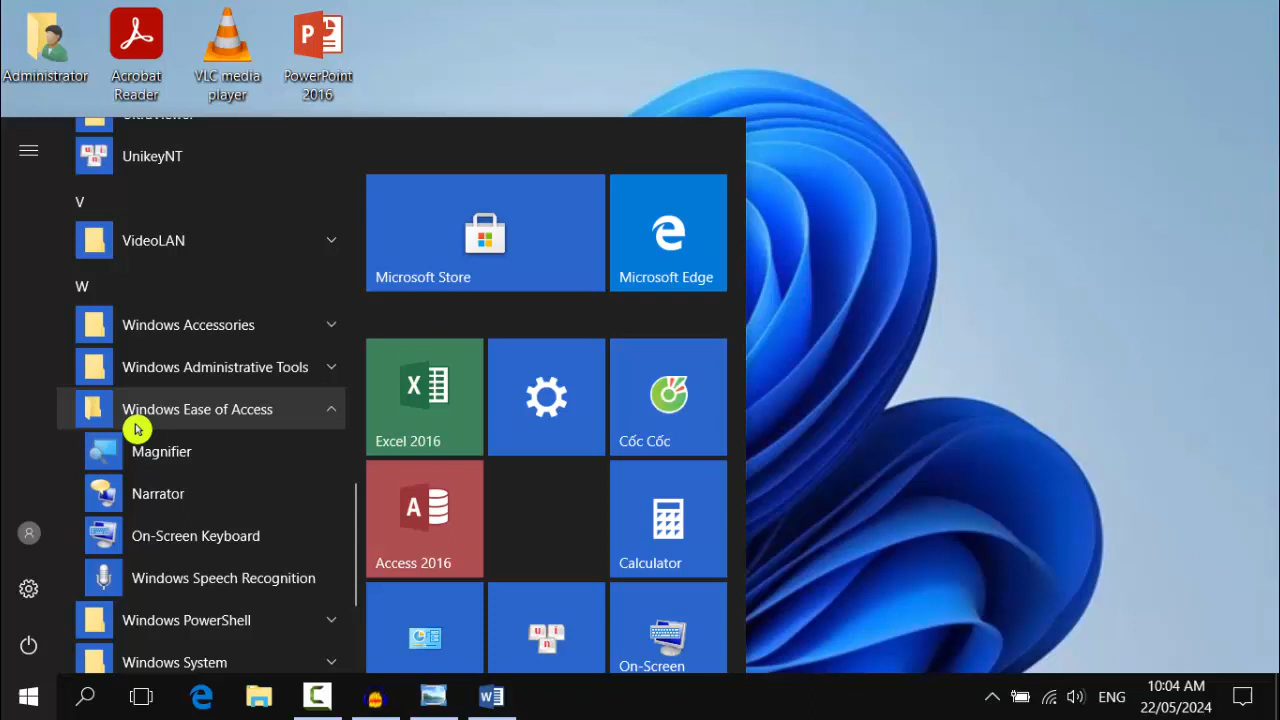 Administrator
Acrobat
Reader
VLC media
player
PowerPoint
2016
UltraViewer
UnikeyNT
V
VideoLAN
W
Windows Accessories
Windows Administrative Tools
Windows Ease of Access
Magnifier
Narrator
On-Screen Keyboard
Windows Speech Recognition
Windows PowerShell
Windows System
Microsoft Store
Microsoft Edge
Excel 2016
Cốc Cốc
Access 2016
Calculator
On-Screen
ENG
10:04 AM
22/05/2024